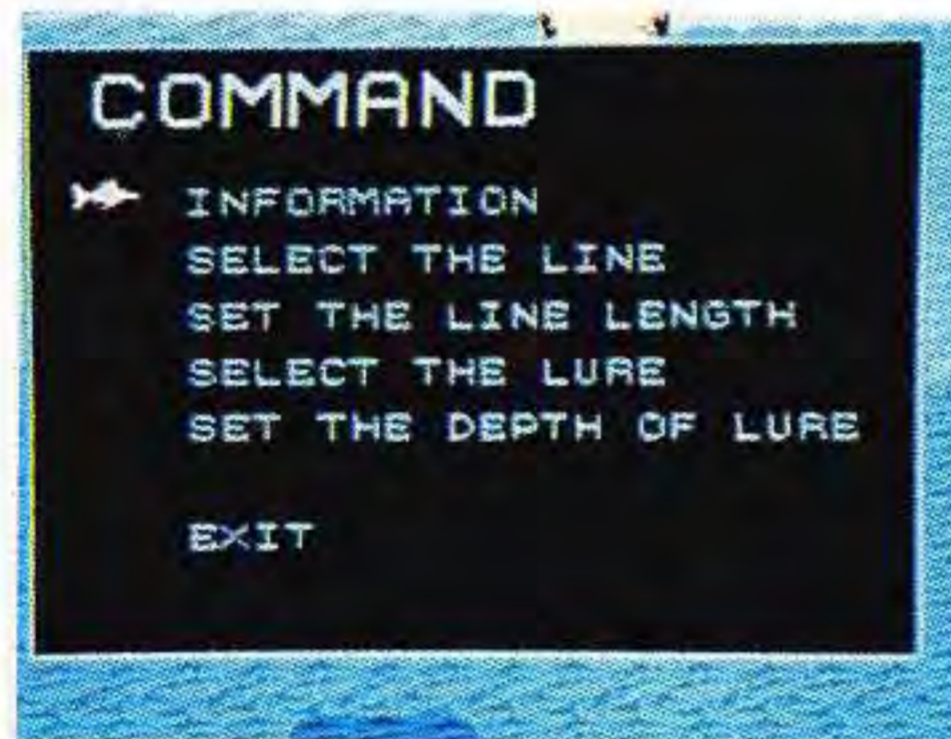 COMMAND
INFORMATION
SELECT THE LINE
SET THE LINE LENGTH
SELECT THE LURE
SET THE DEPTH OF LURE
EXIT